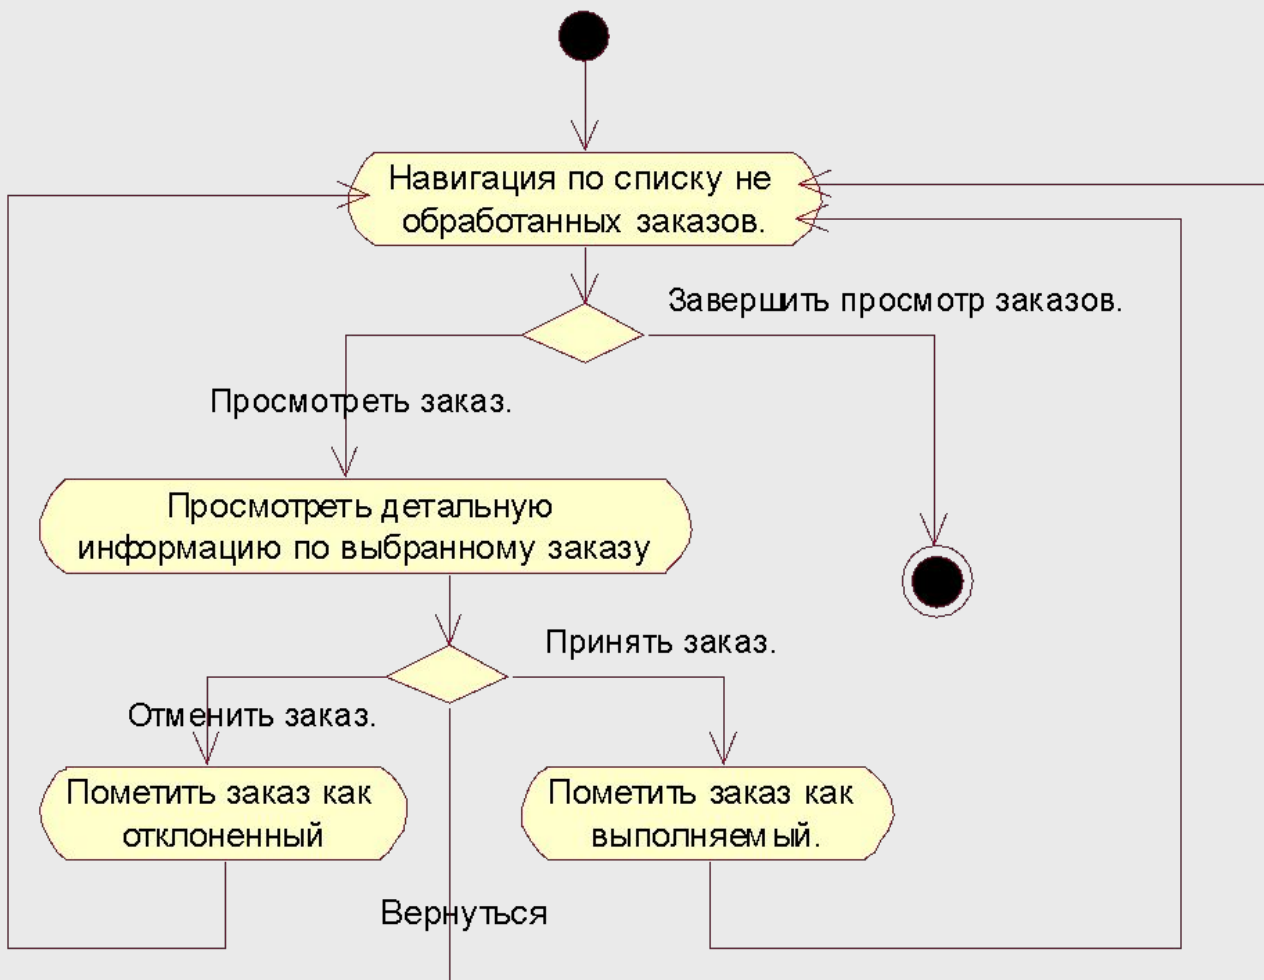 Навигация по списку не
обработанных заказов.
Завершить просмотр заказов.
Просмотреть заказ.
Просмотреть детальную
информацию по выбранному заказу
Принять заказ.
Отменить заказ.
Пометить заказ как
отклоненный
Пометить заказ как
выполняемый.
Вернуться